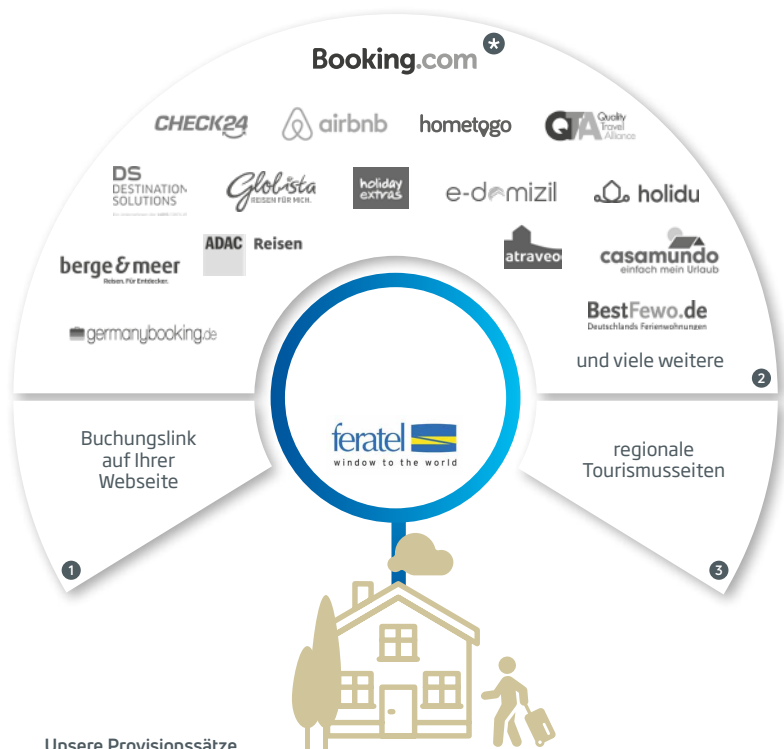 Booking.com *
CHECK24
airbnb
hometogo
QTA Quality
Travel
Alliance
DS
DESTINATION
SOLUTIONS
Globista
REISEN FÜR MICH.
holiday
extras
e-domizil
holidu
berge & meer
Reisen. Für Entdecker.
ADAC Reisen
atraveo
casamundo
einfach mein Urlaub
germanybooking.de
BestFewo.de
Deutschlands Ferienwohnungen
und viele weitere
2
Buchungslink
auf Ihrer
Webseite
1
feratel
window to the world
regionale
Tourismusseiten
3
Unsere Provisionssätze